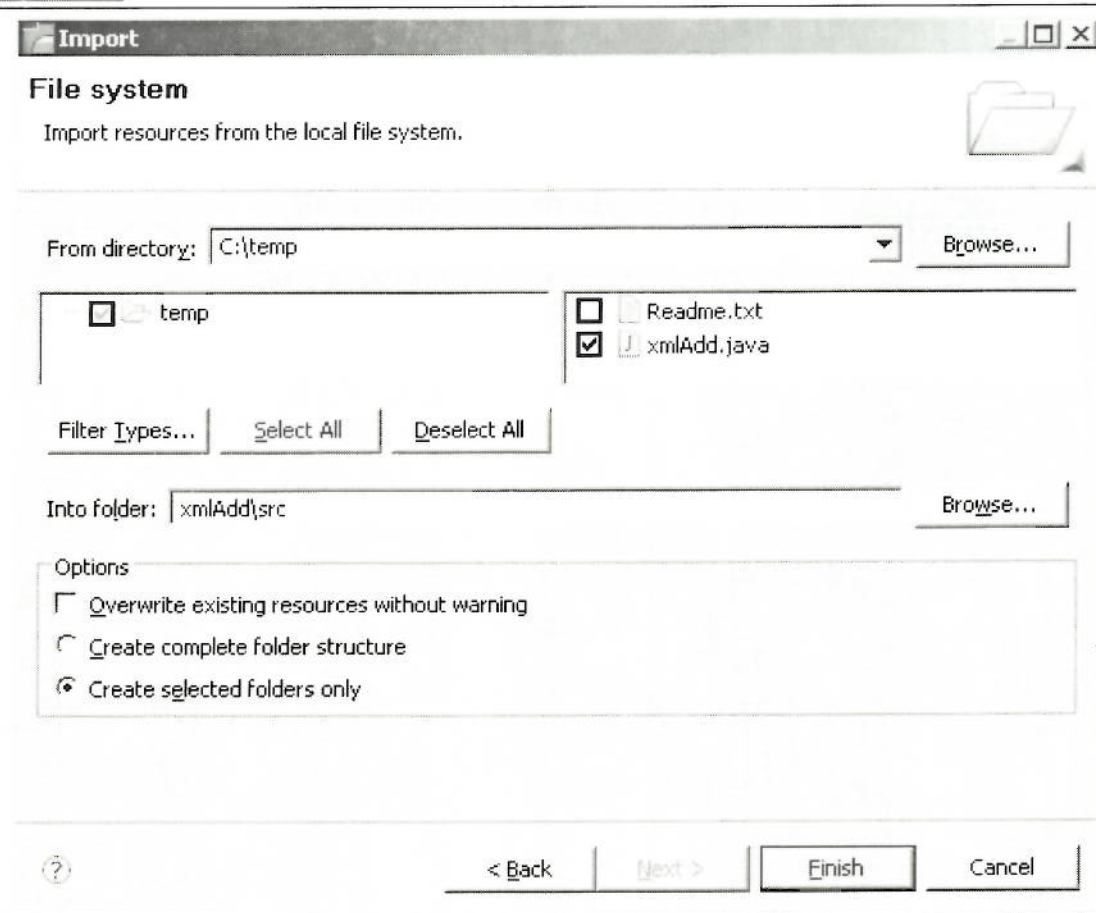 Import
File system
Import resources from the local file system.
From directory: C:\temp Browse...
temp
Readme.txt
xmlAdd.java
Filter Types... Select All Deselect All
Into folder: xmlAdd\src Browse...
Options
Overwrite existing resources without warning
Create complete folder structure
Create selected folders only
? < Back Next > Finish Cancel